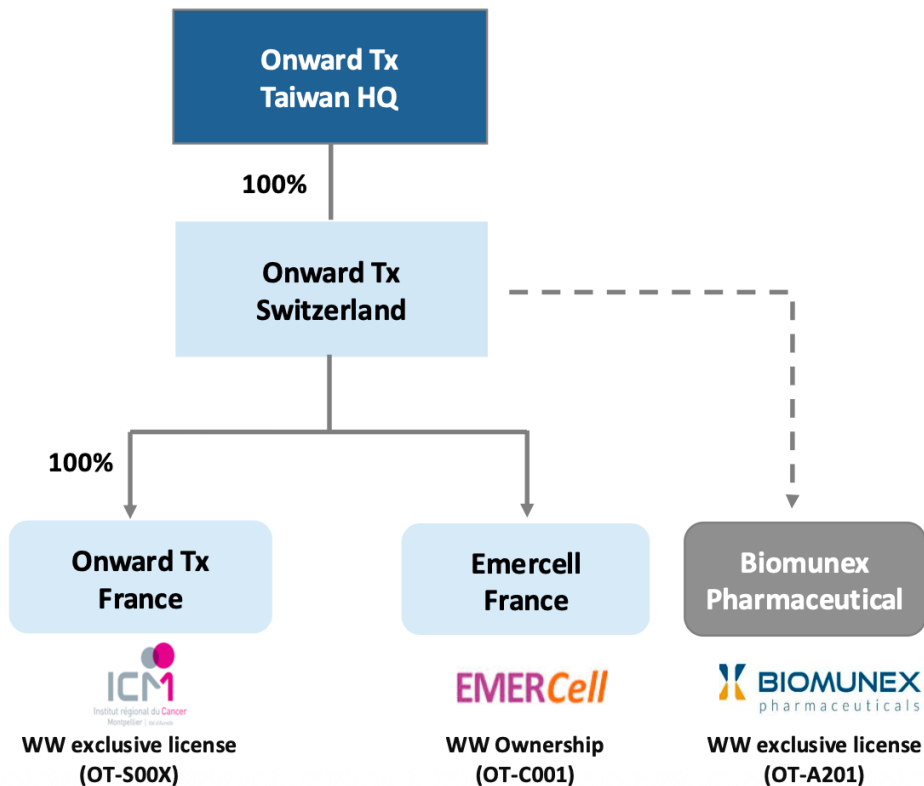 Onward Tx
Taiwan HQ
100%
Onward Tx
Switzerland
100%
Onward Tx
France
Emercell
France
Biomunex
Pharmaceutical
ICM
Institut régional du Cancer
Montpellier | Val d'Aurelle
EMERCell
BIOMUNEX
pharmaceuticals
WW exclusive license
(OT-S00X)
WW Ownership
(OT-C001)
WW exclusive license
(OT-A201)